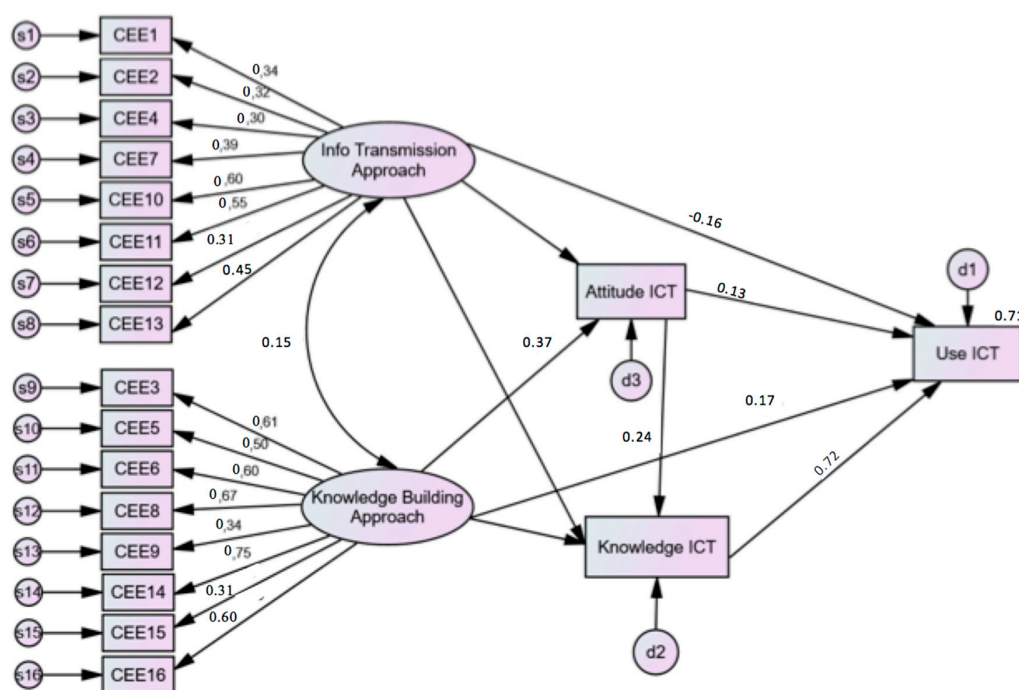 s1 CEE1
s2 CEE2
s3 CEE4
s4 CEE7
s5 CEE10
s6 CEE11
s7 CEE12
s8 CEE13
0,34
0,32
0,30
0,39
0,60
0,55
0.31
0.45
Info Transmission
Approach
-0.16
0.15
0.37
Attitude ICT
0.13
d3
d1
0.71
Use ICT
0.17
0.24
0.72
s9 CEE3
s10 CEE5
s11 CEE6
s12 CEE8
s13 CEE9
s14 CEE14
s15 CEE15
s16 CEE16
0,61
0,50
0,60
0,67
0,34
0,75
0.31
0.60
Knowledge Building
Approach
Knowledge ICT
d2